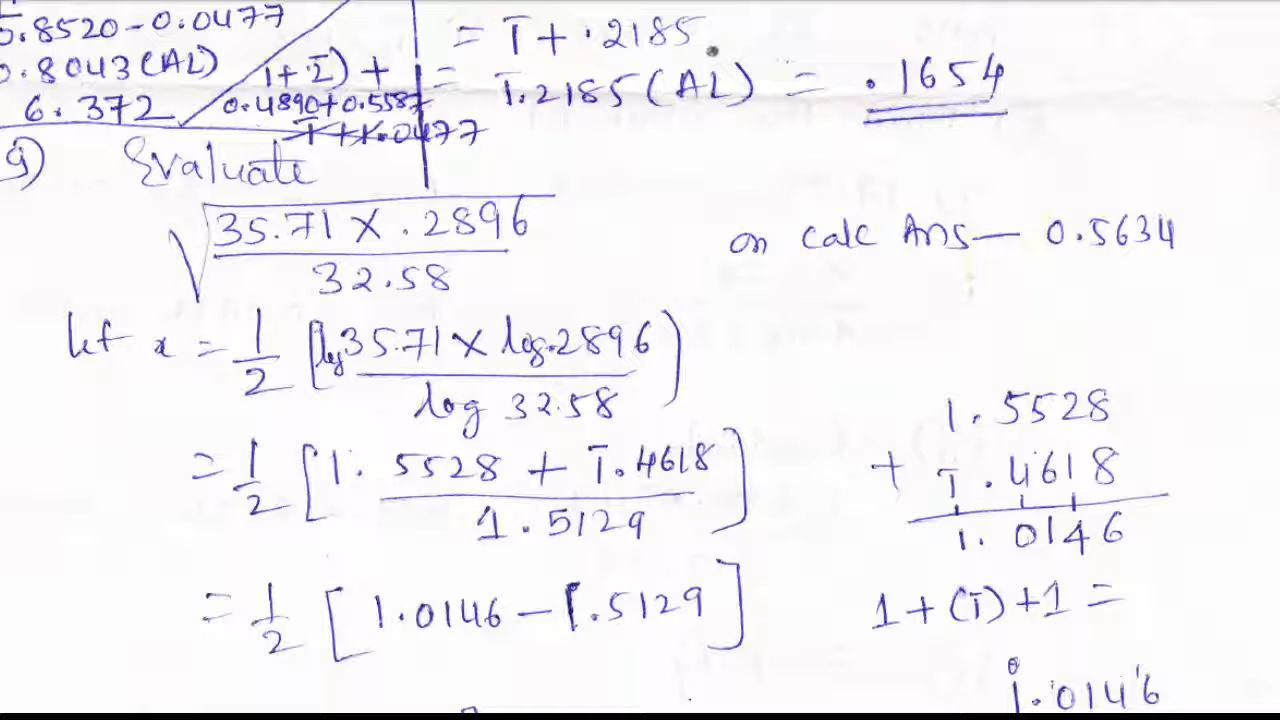 5.8520-0.0477
0.8043(AL)
6.372
1+2̄)+
0.4890+0.5587
1̄+1.0477
= 1̄+.2185
= 1̄.2185(AL) = .1654
9) Evaluate
√35.71 X .2896
32.58
on calc Ans— 0.5634
let x = 1/2 [log35.71 X log.2896)
log 32.58
= 1/2 [1.5528 + 1̄.4618]
1.5129
= 1/2 [1.0146 - 1.5129]
1.5528
+ 1̄.4618
1.0146
1+(1̄)+1 =
0
1.0146